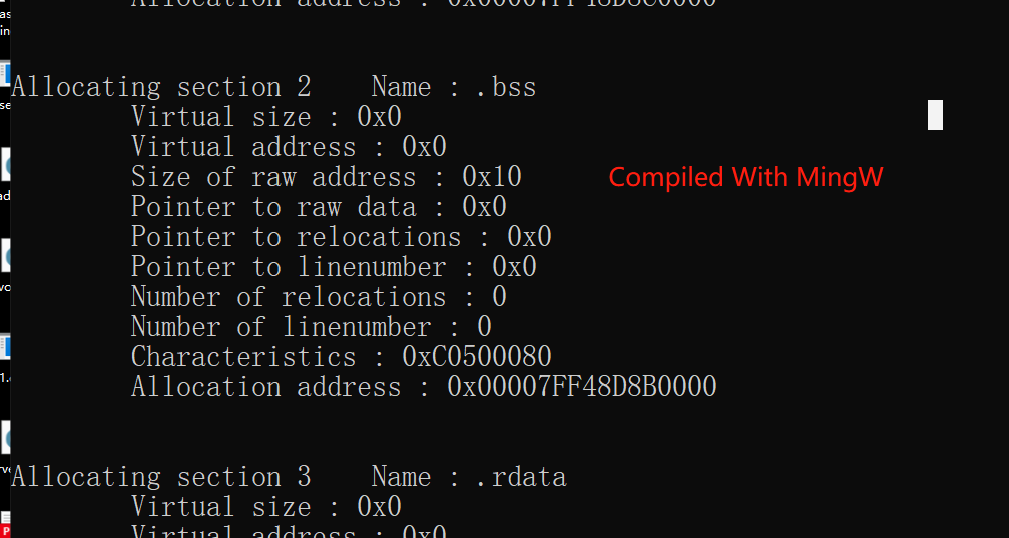 Allocation address : 0x00007FF48D8C0000
Allocating section 2 Name : .bss
Virtual size : 0x0
Virtual address : 0x0
Size of raw address : 0x10
Compiled With MingW
Pointer to raw data : 0x0
Pointer to relocations : 0x0
Pointer to linenumber : 0x0
Number of relocations : 0
Number of linenumber : 0
Characteristics : 0xC0500080
Allocation address : 0x00007FF48D8B0000
Allocating section 3 Name : .rdata
Virtual size : 0x0
Virtual address : 0x0